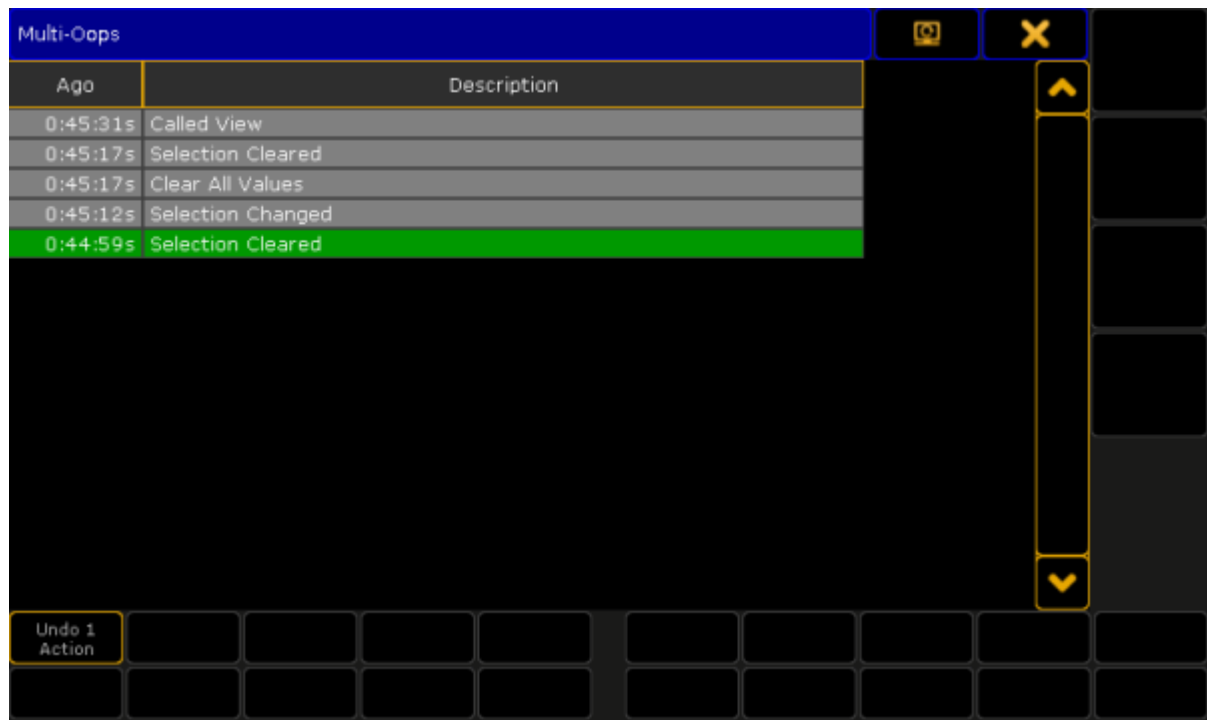 Multi-Oops
Ago Description
0:45:31s Called View
0:45:17s Selection Cleared
0:45:17s Clear All Values
0:45:12s Selection Changed
0:44:59s Selection Cleared
Undo 1
Action